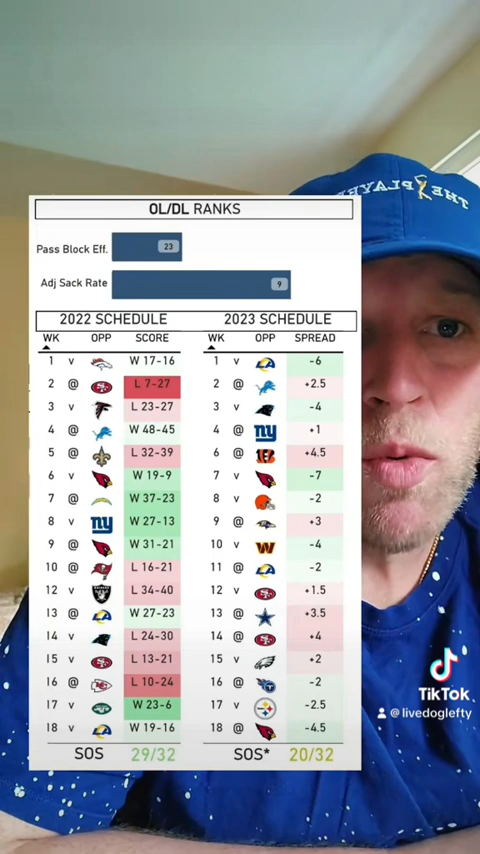 THE PLAYE
OL/DL RANKS
Pass Block Eff. 23
Adj Sack Rate 9
2022 SCHEDULE 2023 SCHEDULE
WK OPP SCORE WK OPP SPREAD
1 v W 17-16 1 v -6
2 @ L 7-27 2 @ +2.5
3 v L 23-27 3 v -4
4 @ W 48-45 4 @ ny +1
5 @ L 32-39 6 @ +4.5
6 v W 19-9 7 v -7
7 @ W 37-23 8 v -2
8 v ny W 27-13 9 @ +3
9 @ W 31-21 10 v -4
10 @ L 16-21 11 @ -2
12 v L 34-40 12 v +1.5
13 @ W 27-23 13 @ +3.5
14 v L 24-30 14 @ +4
15 v L 13-21 15 v +2
16 @ L 10-24 16 @ -2
17 v W 23-6 17 v -2.5
18 v W 19-16 18 @ -4.5
SOS 29/32 SOS* 20/32
TikTok
@livedoglefty